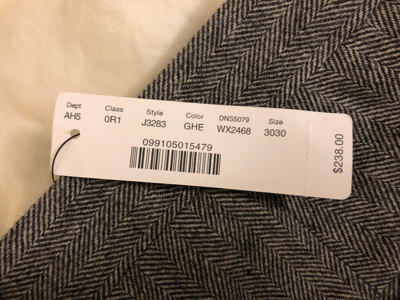 Dept Class Style Color DNS5079 Size
AH5 0R1 J3283 GHE WX2468 3030
099105015479
$238.00